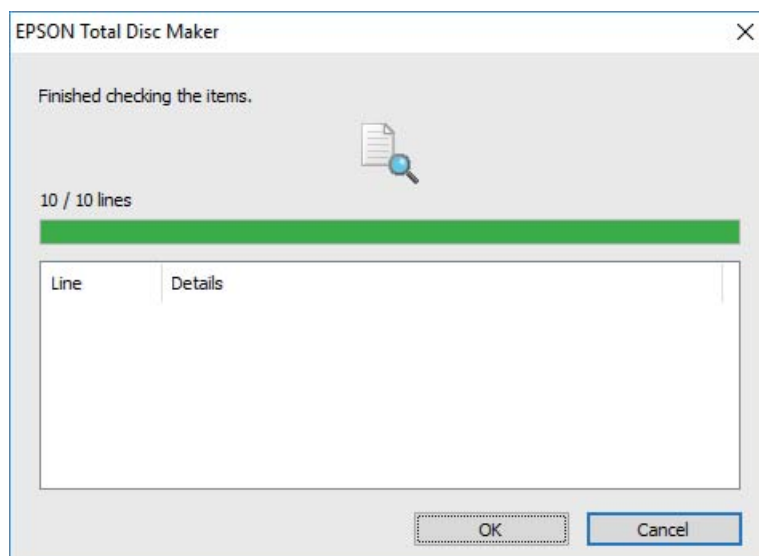 EPSON Total Disc Maker
Finished checking the items.
10 / 10 lines
Line Details
OK Cancel